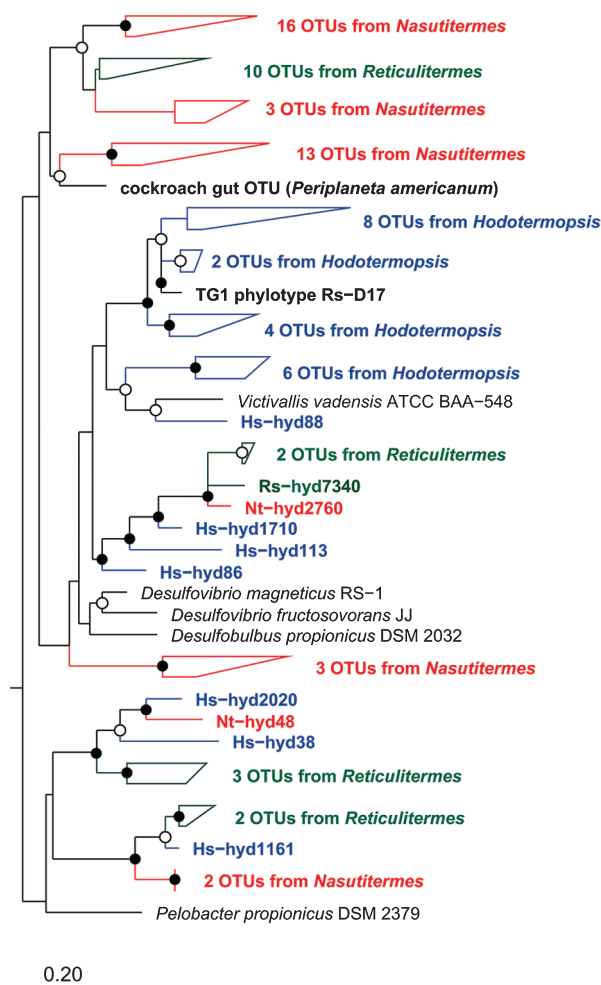 16 OTUs from Nasutitermes
10 OTUs from Reticulitermes
3 OTUs from Nasutitermes
13 OTUs from Nasutitermes
cockroach gut OTU (Periplaneta americanum)
8 OTUs from Hodotermopsis
2 OTUs from Hodotermopsis
TG1 phylotype Rs−D17
4 OTUs from Hodotermopsis
6 OTUs from Hodotermopsis
Victivallis vadensis ATCC BAA−548
Hs−hyd88
2 OTUs from Reticulitermes
Rs−hyd7340
Nt−hyd2760
Hs−hyd1710
Hs−hyd113
Hs−hyd86
Desulfovibrio magneticus RS−1
Desulfovibrio fructosovorans JJ
Desulfobulbus propionicus DSM 2032
3 OTUs from Nasutitermes
Hs−hyd2020
Nt−hyd48
Hs−hyd38
3 OTUs from Reticulitermes
2 OTUs from Reticulitermes
Hs−hyd1161
2 OTUs from Nasutitermes
Pelobacter propionicus DSM 2379
0.20